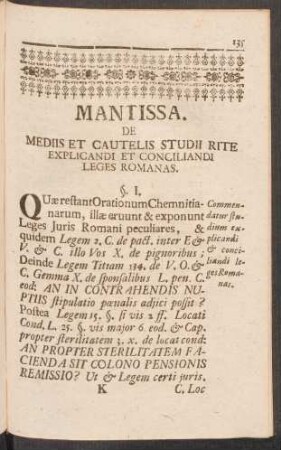 135
MANTISSA.
DE
MEDIIS ET CAUTELIS STUDII RITE
EXPLICANDI ET CONCILIANDI
LEGES ROMANAS.
§. I.
QUæ restant Orationum Chemnitia-
narum, illæ eruunt & exponunt
Leges Juris Romani peculiares, &
quidem Legem 2. C. de pact. inter E &
V. & C. illo Vos X. de pignoribus;
Deinde Legem Titiam 134. de V. O. &
C. Gemma X. de sponsalibus L. pen. C.
eod: AN IN CONTRAHENDIS NU-
PTIIS stipulatio pœnalis adjici possit?
Postea Legem 15. §. si vis 2 ff. Locati
Cond. L. 25. §. vis major 6. eod. & Cap.
propter sterilitatem 3. x. de locat cond:
AN PROPTER STERILITATEM FA-
CIENDA SIT COLONO PENSIONIS
REMISSIO? Ut & Legem certi juris.
Commen-
datur stu-
dium ex-
plicandi
& conci-
liandi le-
ges Roma-
nas.
K
C. Loc